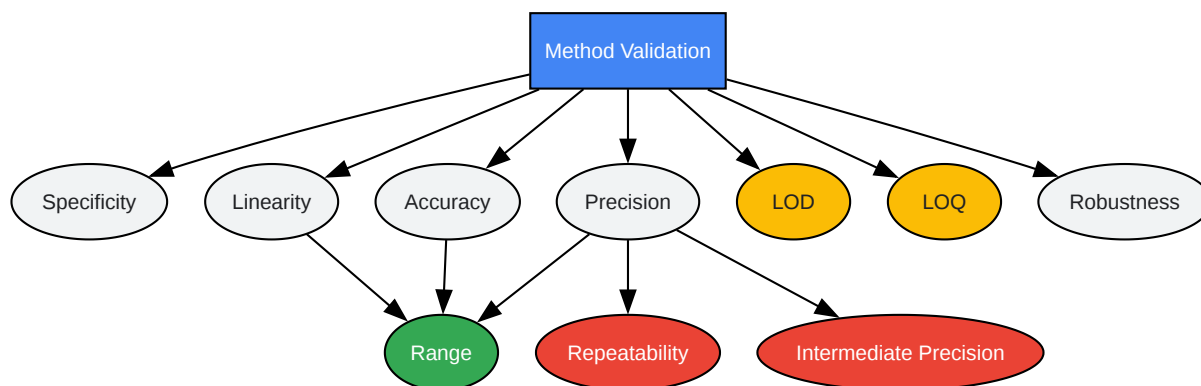 Method Validation
Specificity
Linearity
Accuracy
Precision
LOD
LOQ
Robustness
Range
Repeatability
Intermediate Precision